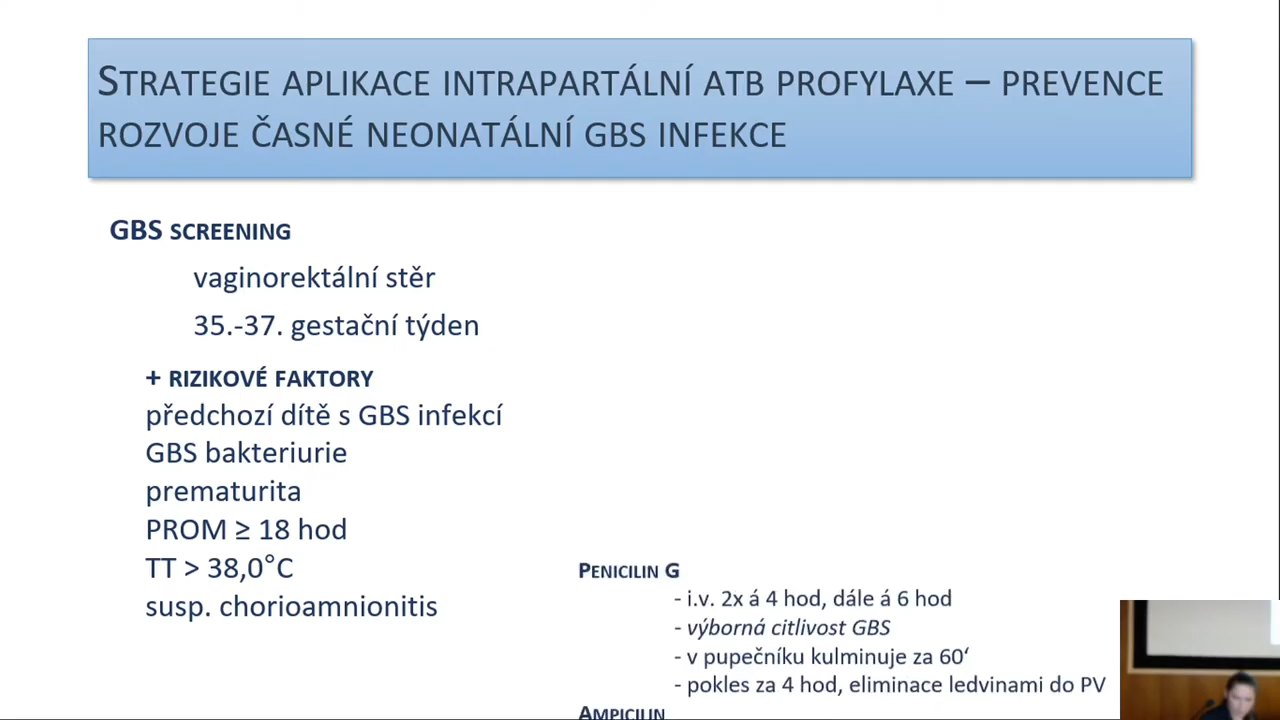 STRATEGIE APLIKACE INTRAPARTÁLNÍ ATB PROFYLAXE – PREVENCE
ROZVOJE ČASNÉ NEONATÁLNÍ GBS INFEKCE
GBS SCREENING
vaginorektální stěr
35.-37. gestační týden
+ RIZIKOVÉ FAKTORY
předchozí dítě s GBS infekcí
GBS bakteriurie
prematurita
PROM ≥ 18 hod
TT > 38,0°C
susp. chorioamnionitis
PENICILIN G
- i.v. 2x á 4 hod, dále á 6 hod
- výborná citlivost GBS
- v pupečníku kulminuje za 60‘
- pokles za 4 hod, eliminace ledvinami do PV
AMPICILIN